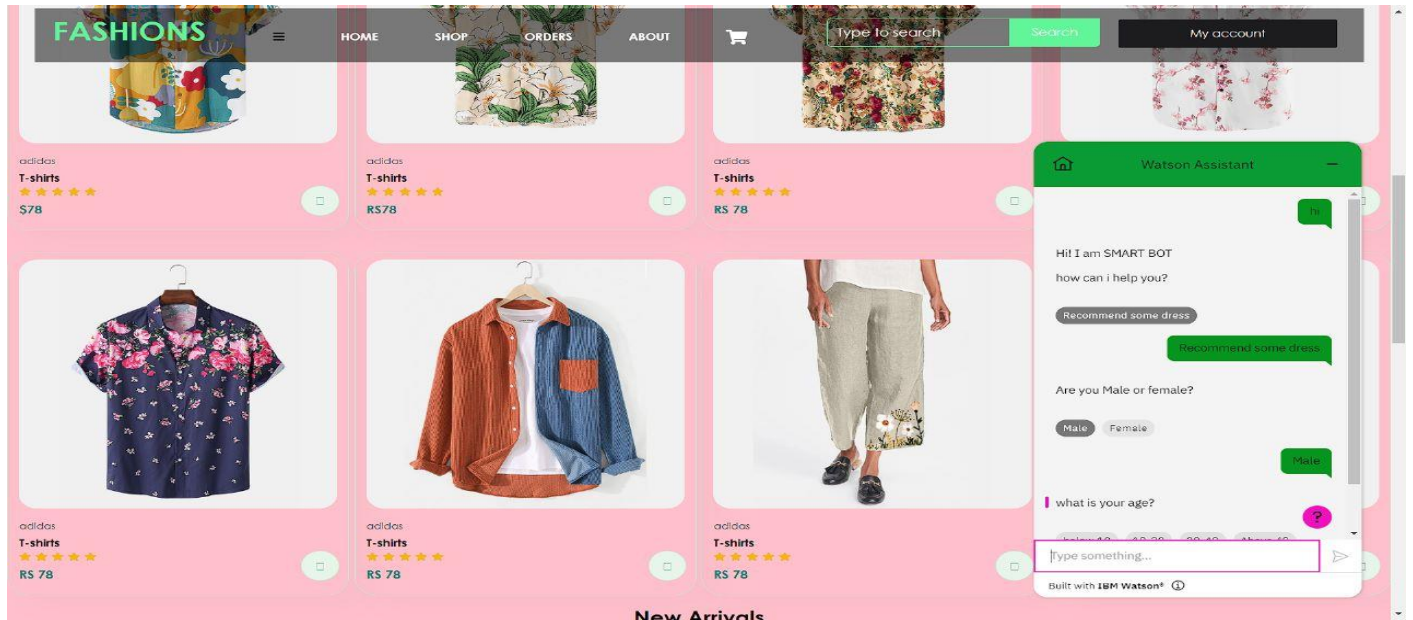 FASHIONS
HOME SHOP ORDERS ABOUT
Type to search Search My account
adidas
T-shirts
$78
adidas
T-shirts
RS78
adidas
T-shirts
RS 78
adidas
T-shirts
RS 78
adidas
T-shirts
RS 78
adidas
T-shirts
RS 78
New Arrivals
Watson Assistant
hi
Hi! I am SMART BOT
how can i help you?
Recommend some dress
Recommend some dress
Are you Male or female?
Male Female
Male
what is your age?
?
Type something...
Built with IBM Watson®